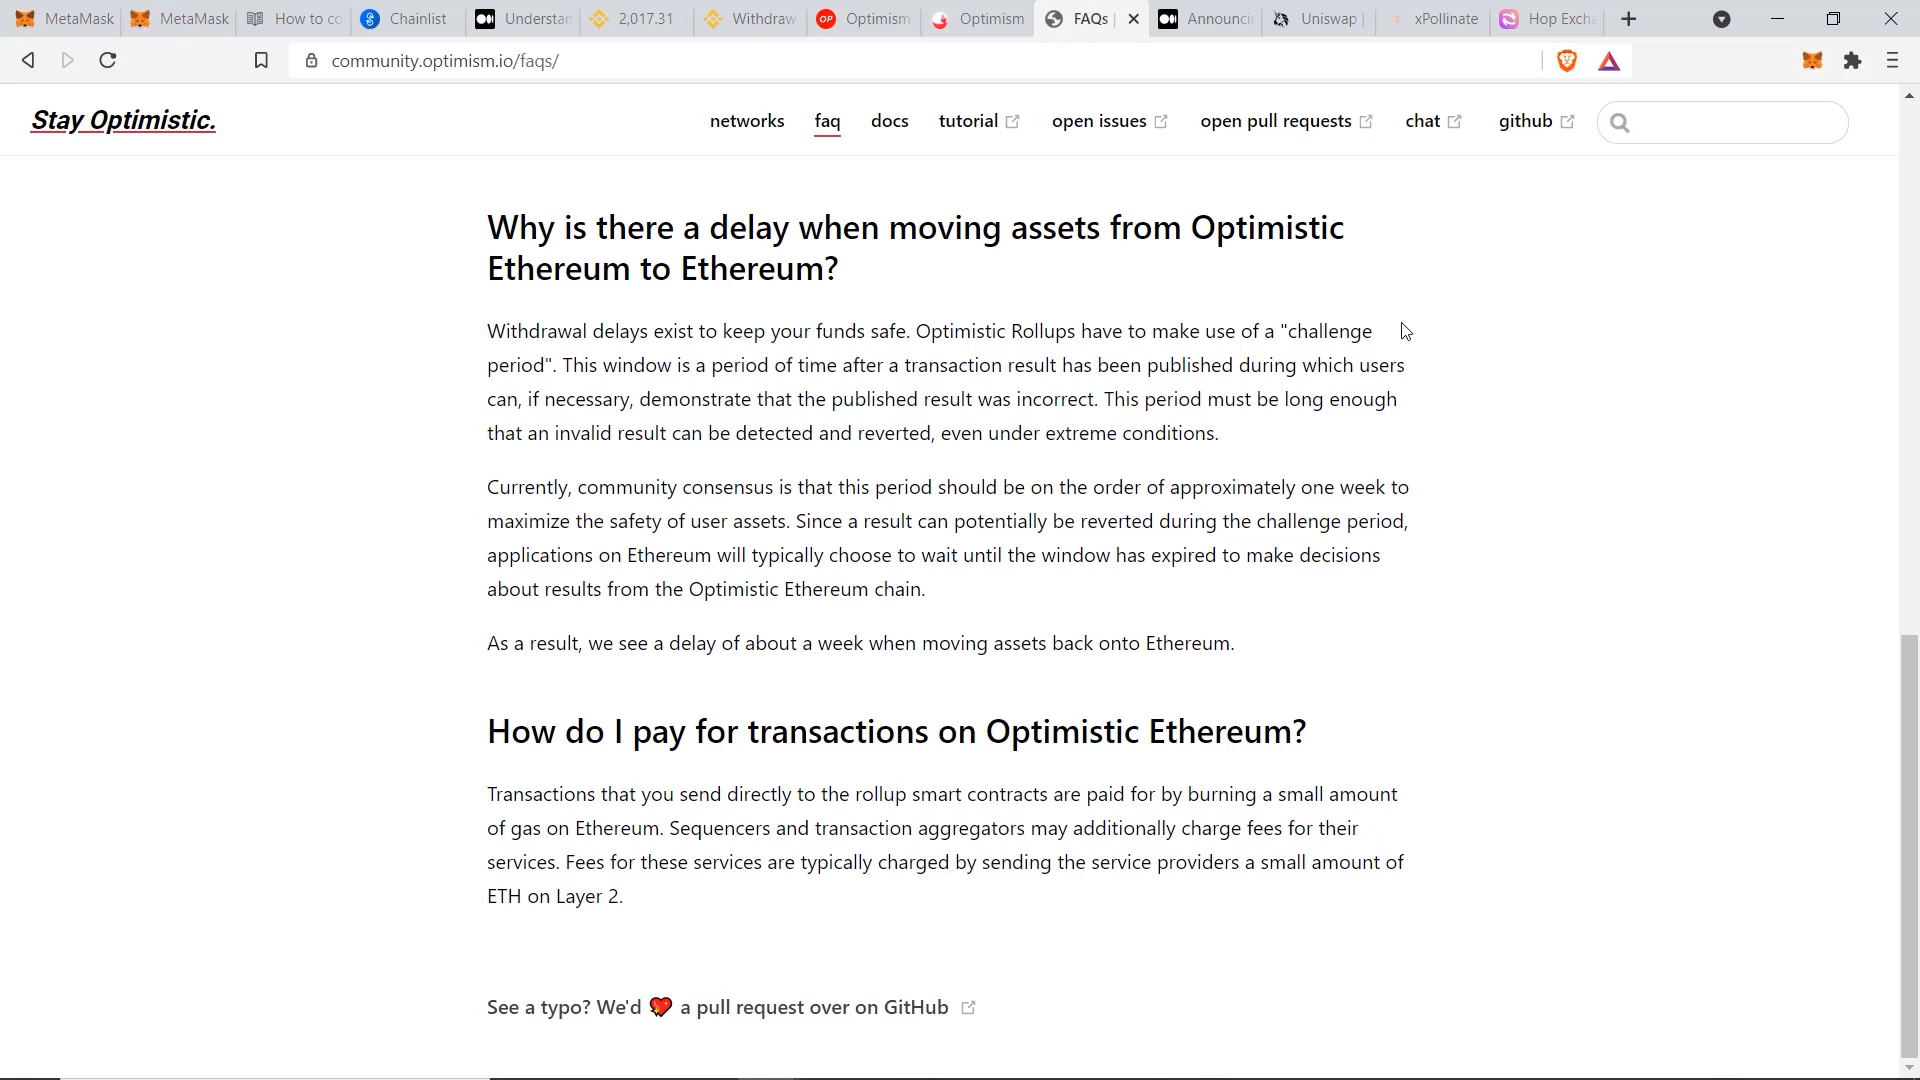 MetaMask MetaMask How to co Chainlist Understan 2,017.31 Withdraw Optimism Optimism FAQs | Announcin Uniswap | xPollinate Hop Excha
community.optimism.io/faqs/
Stay Optimistic. networks faq docs tutorial open issues open pull requests chat github
Why is there a delay when moving assets from Optimistic
Ethereum to Ethereum?
Withdrawal delays exist to keep your funds safe. Optimistic Rollups have to make use of a "challenge
period". This window is a period of time after a transaction result has been published during which users
can, if necessary, demonstrate that the published result was incorrect. This period must be long enough
that an invalid result can be detected and reverted, even under extreme conditions.
Currently, community consensus is that this period should be on the order of approximately one week to
maximize the safety of user assets. Since a result can potentially be reverted during the challenge period,
applications on Ethereum will typically choose to wait until the window has expired to make decisions
about results from the Optimistic Ethereum chain.
As a result, we see a delay of about a week when moving assets back onto Ethereum.
How do I pay for transactions on Optimistic Ethereum?
Transactions that you send directly to the rollup smart contracts are paid for by burning a small amount
of gas on Ethereum. Sequencers and transaction aggregators may additionally charge fees for their
services. Fees for these services are typically charged by sending the service providers a small amount of
ETH on Layer 2.
See a typo? We'd 💖 a pull request over on GitHub